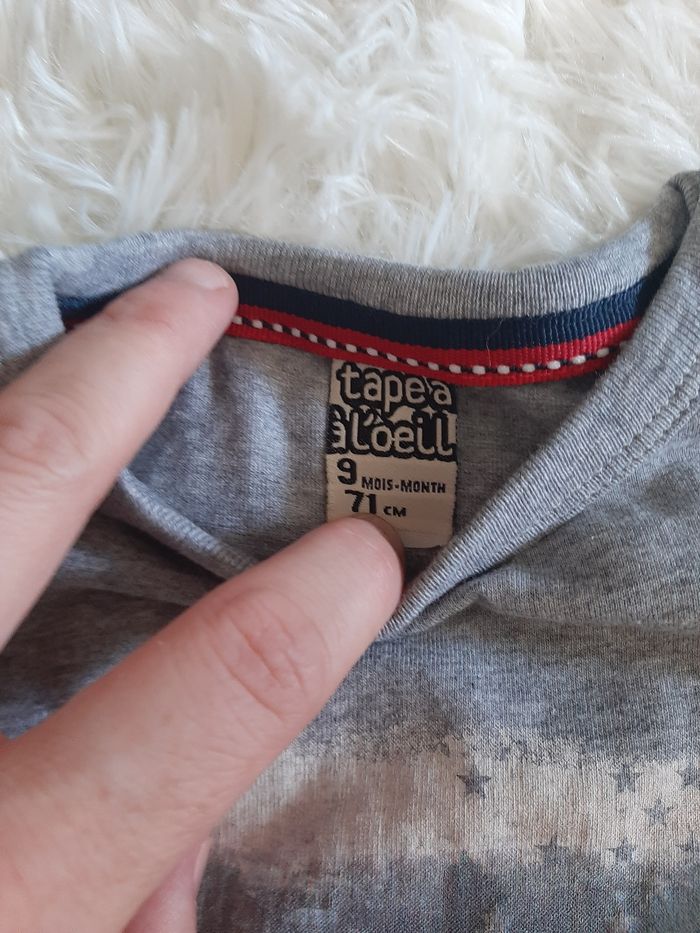 tape à
l'oeil
9 MOIS-MONTH
71 CM